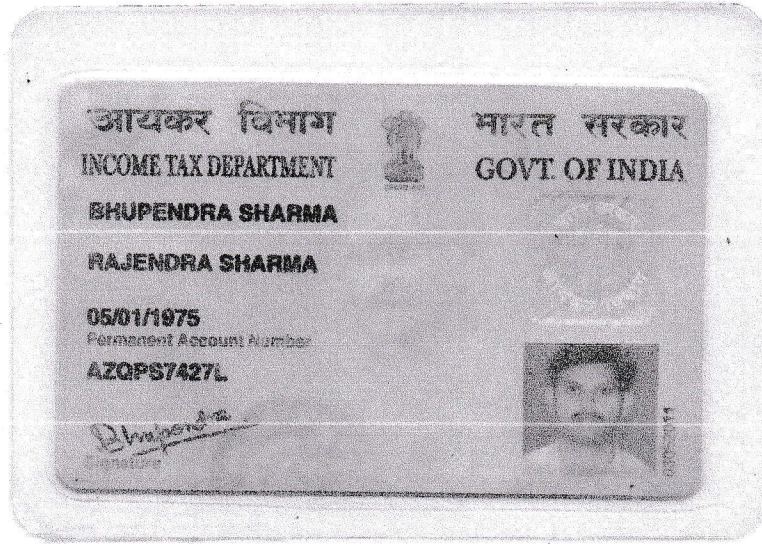 आयकर विभाग
भारत सरकार
INCOME TAX DEPARTMENT
GOVT. OF INDIA
BHUPENDRA SHARMA
RAJENDRA SHARMA
05/01/1975
Permanent Account Number
AZQPS7427L
Bhupendra
Signature